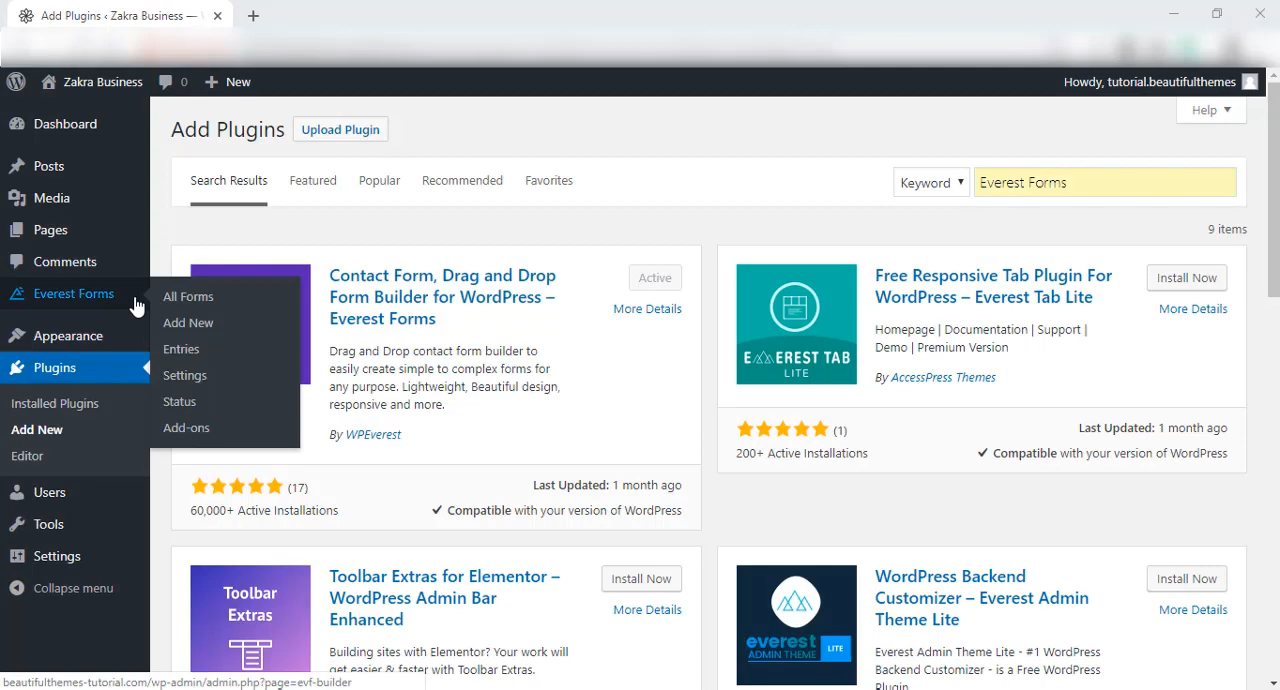 Add Plugins ‹ Zakra Business —
Zakra Business 0 New
Howdy, tutorial.beautifulthemes
Dashboard
Posts
Media
Pages
Comments
Everest Forms
Appearance
Plugins
Installed Plugins
Add New
Editor
Users
Tools
Settings
Collapse menu
All Forms
Add New
Entries
Settings
Status
Add-ons
Add Plugins Upload Plugin
Help
Search Results Featured Popular Recommended Favorites
Keyword Everest Forms
9 items
Contact Form, Drag and Drop
Form Builder for WordPress –
Everest Forms
Active
More Details
Drag and Drop contact form builder to
easily create simple to complex forms for
any purpose. Lightweight, Beautiful design,
responsive and more.
By WPEverest
(17)
60,000+ Active Installations
Last Updated: 1 month ago
Compatible with your version of WordPress
EVEREST TAB
LITE
Free Responsive Tab Plugin For
WordPress – Everest Tab Lite
Install Now
More Details
Homepage | Documentation | Support |
Demo | Premium Version
By AccessPress Themes
(1)
200+ Active Installations
Last Updated: 1 month ago
Compatible with your version of WordPress
Toolbar
Extras
Toolbar Extras for Elementor –
WordPress Admin Bar
Enhanced
Install Now
More Details
Building sites with Elementor? Your work will
get easier & faster with Toolbar Extras.
everest
ADMIN THEME LITE
WordPress Backend
Customizer – Everest Admin
Theme Lite
Install Now
More Details
Everest Admin Theme Lite - #1 WordPress
Backend Customizer - is a Free WordPress
Plugin
beautifulthemes-tutorial.com/wp-admin/admin.php?page=evf-builder